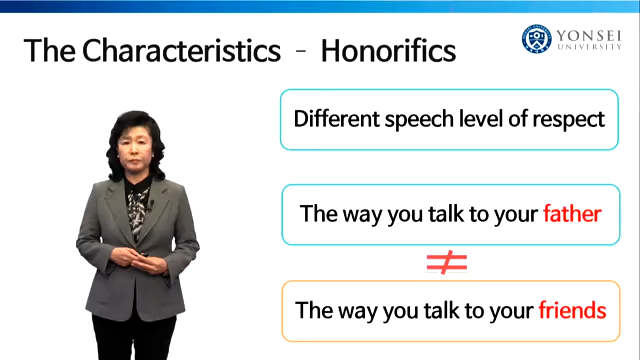 The Characteristics - Honorifics
YONSEI
UNIVERSITY
Different speech level of respect
The way you talk to your father
≠
The way you talk to your friends